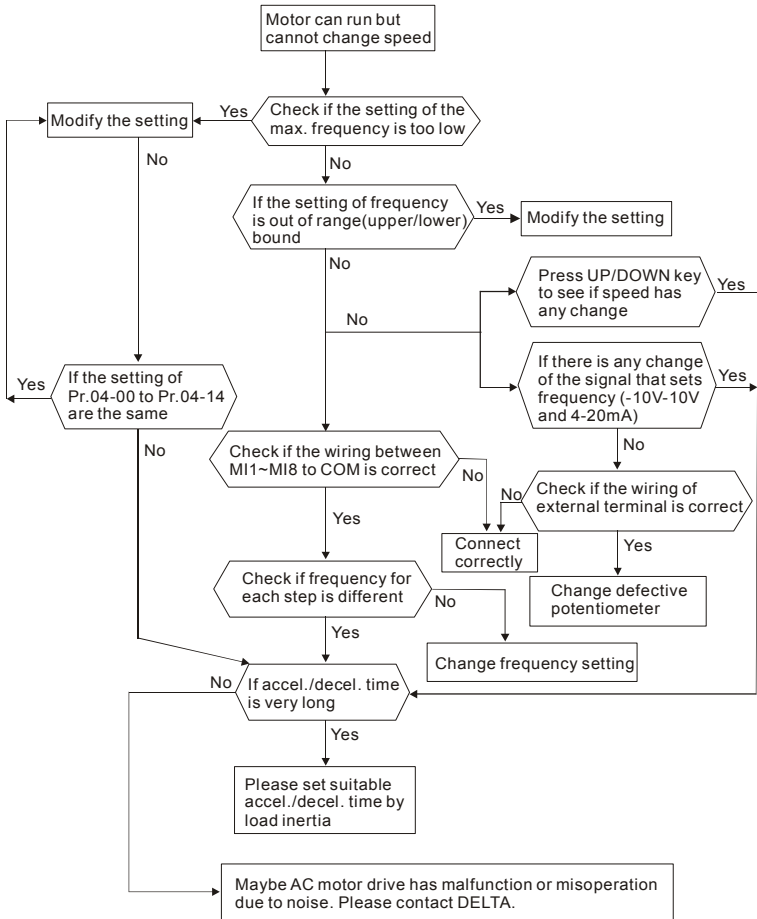 Motor can run but
cannot change speed
Modify the setting
Yes
Check if the setting of the
max. frequency is too low
No
No
If the setting of frequency
is out of range(upper/lower)
bound
Yes
Modify the setting
No
No
Press UP/DOWN key
to see if speed has
any change
Yes
Yes
If the setting of
Pr.04-00 to Pr.04-14
are the same
If there is any change
of the signal that sets
frequency (-10V-10V
and 4-20mA)
Yes
No
No
Check if the wiring between
MI1~MI8 to COM is correct
No
No
Check if the wiring of
external terminal is correct
Yes
Connect
correctly
Yes
Check if frequency for
each step is different
No
Change defective
potentiometer
Yes
Change frequency setting
No
If accel./decel. time
is very long
Yes
Please set suitable
accel./decel. time by
load inertia
Maybe AC motor drive has malfunction or misoperation
due to noise. Please contact DELTA.